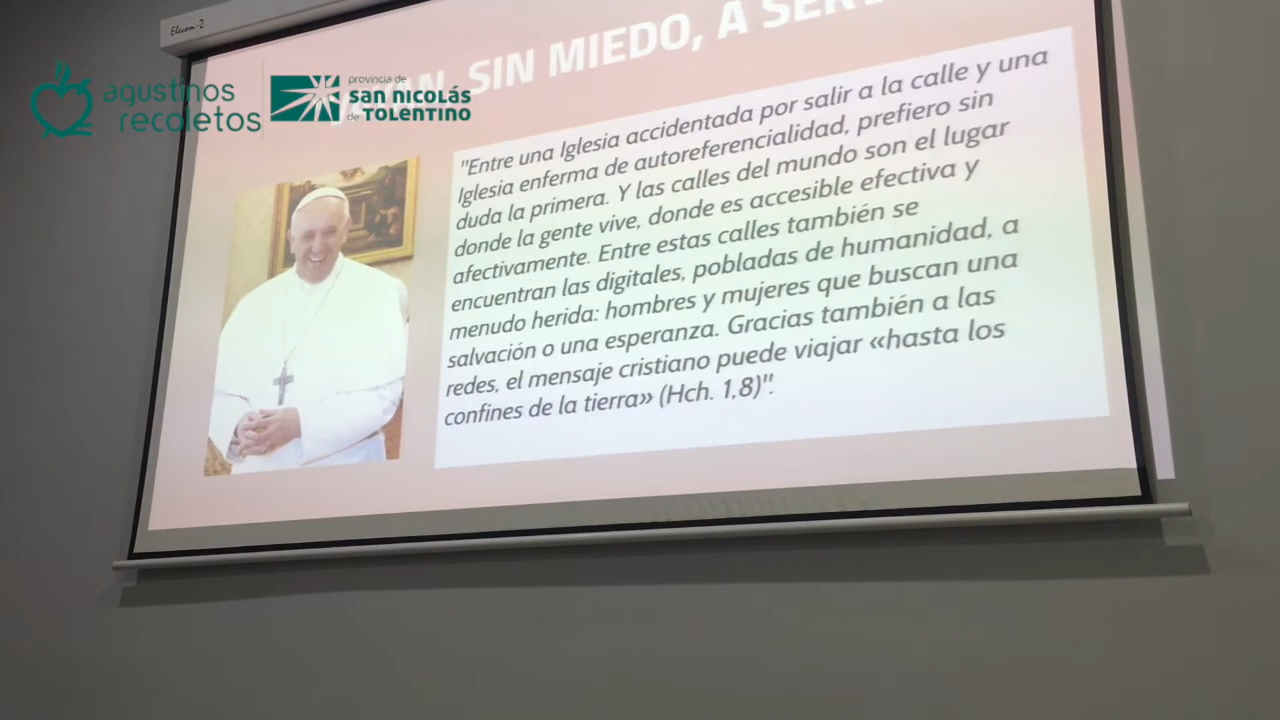 Elecom-2
SIN MIEDO, A
agustinos
recoletos
provincia de
SAN NICOLÁS
de TOLENTINO
"Entre una Iglesia accidentada por salir a la calle y una
Iglesia enferma de autoreferencialidad, prefiero sin
duda la primera. Y las calles del mundo son el lugar
donde la gente vive, donde es accesible efectiva y
afectivamente. Entre estas calles también se
encuentran las digitales, pobladas de humanidad, a
menudo herida: hombres y mujeres que buscan una
salvación o una esperanza. Gracias también a las
redes, el mensaje cristiano puede viajar «hasta los
confines de la tierra» (Hch. 1,8)".